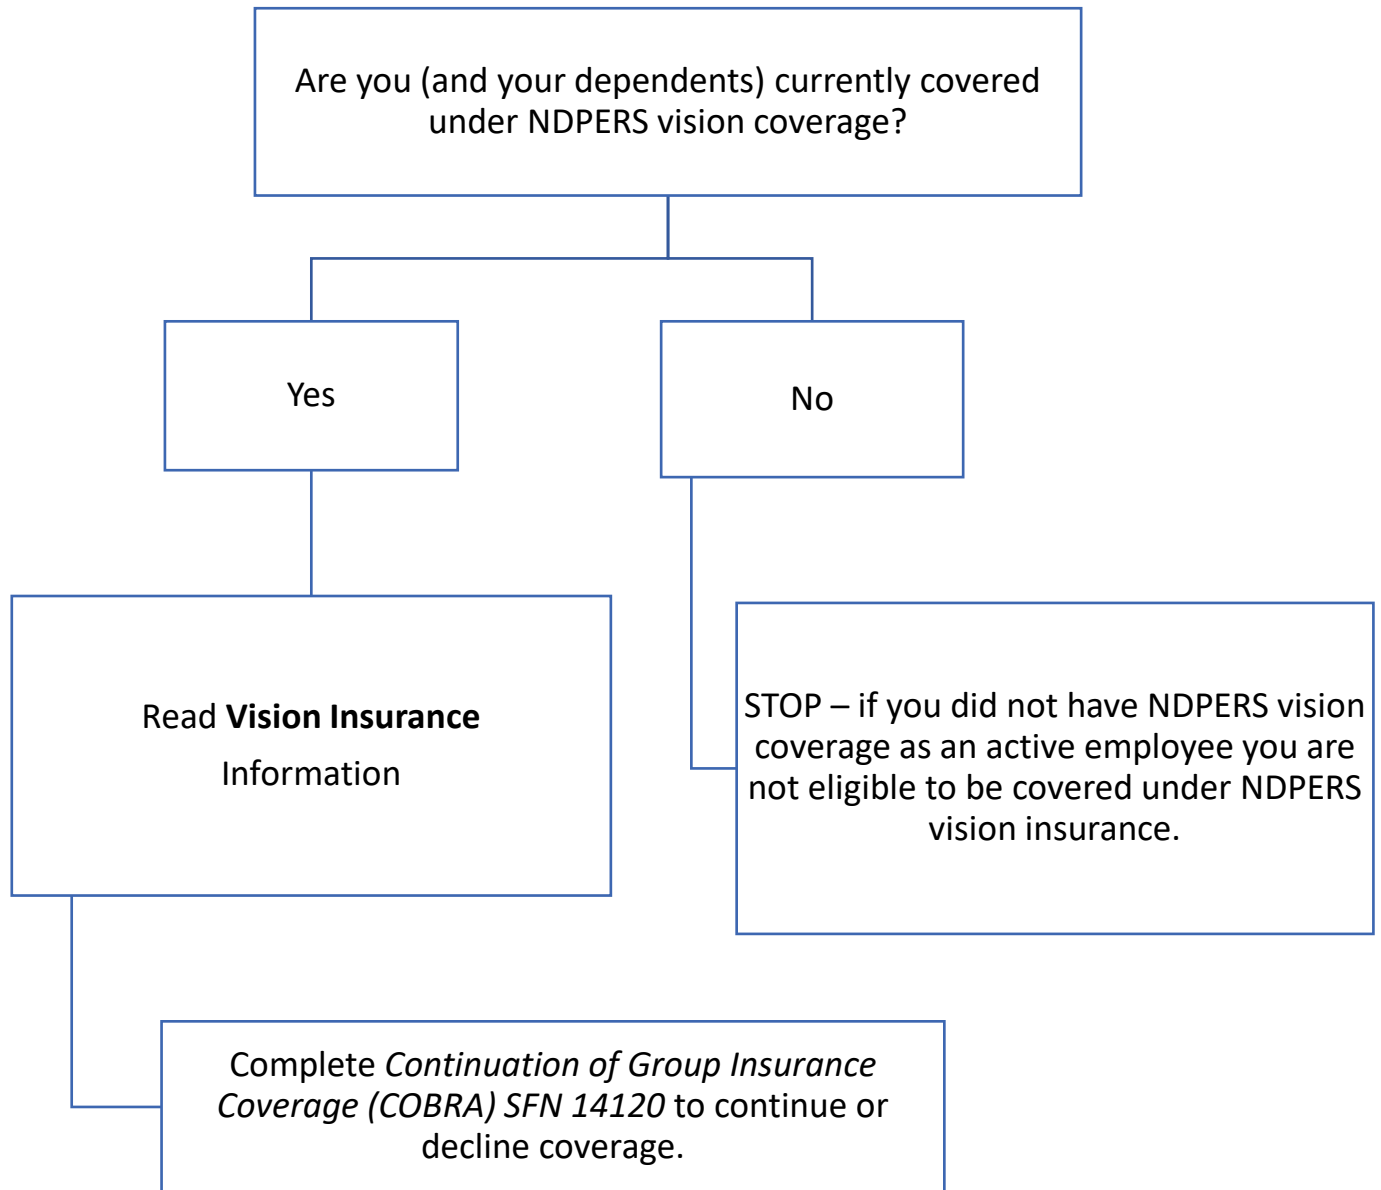 Are you (and your dependents) currently covered
under NDPERS vision coverage?
Yes
No
Read Vision Insurance
Information
STOP – if you did not have NDPERS vision
coverage as an active employee you are
not eligible to be covered under NDPERS
vision insurance.
Complete Continuation of Group Insurance
Coverage (COBRA) SFN 14120 to continue or
decline coverage.